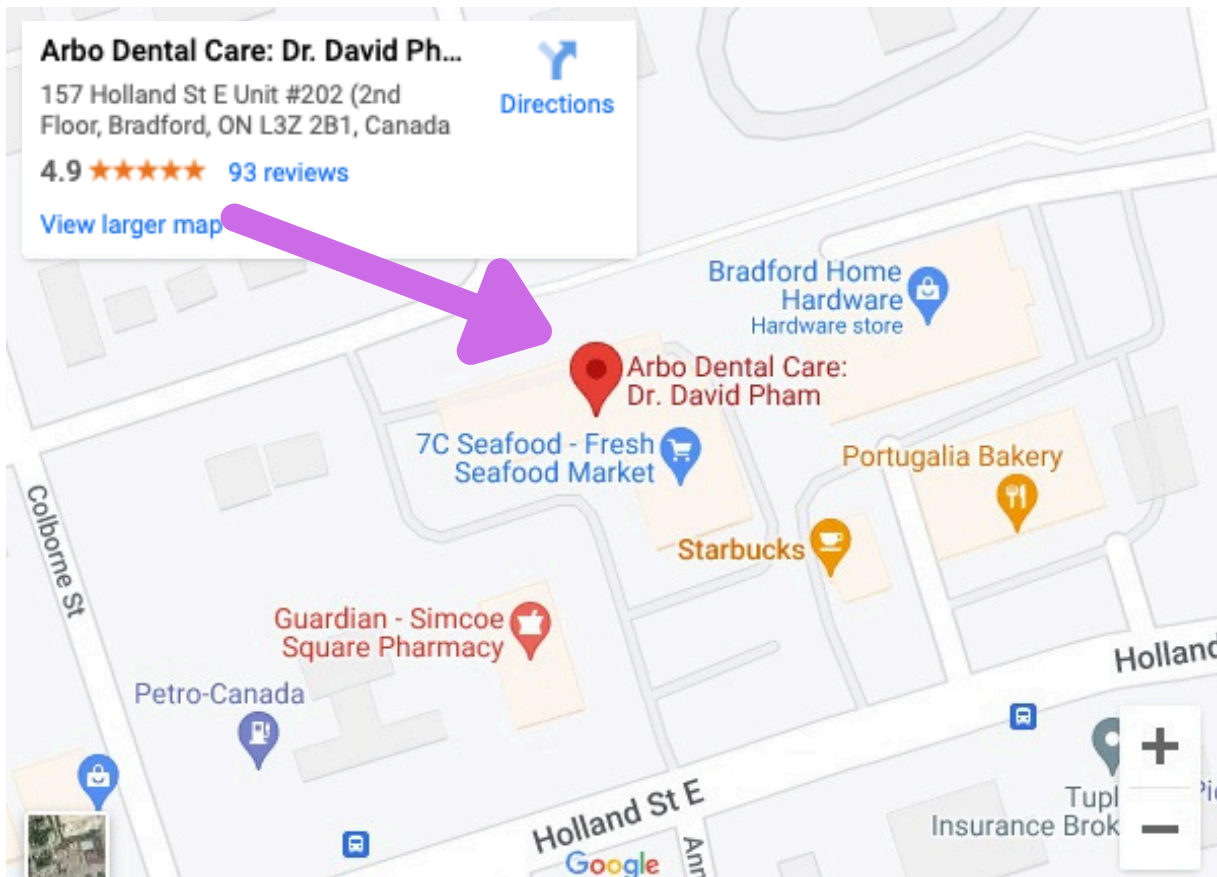 Arbo Dental Care: Dr. David Ph...
157 Holland St E Unit #202 (2nd
Floor, Bradford, ON L3Z 2B1, Canada
4.9 ★★★★★ 93 reviews
View larger map
Directions
Bradford Home
Hardware
Hardware store
Arbo Dental Care:
Dr. David Pham
7C Seafood - Fresh
Seafood Market
Portugalia Bakery
Starbucks
Colborne St
Guardian - Simcoe
Square Pharmacy
Petro-Canada
Holland
Holland St E
Tupl
Insurance Brok
Ann
Google